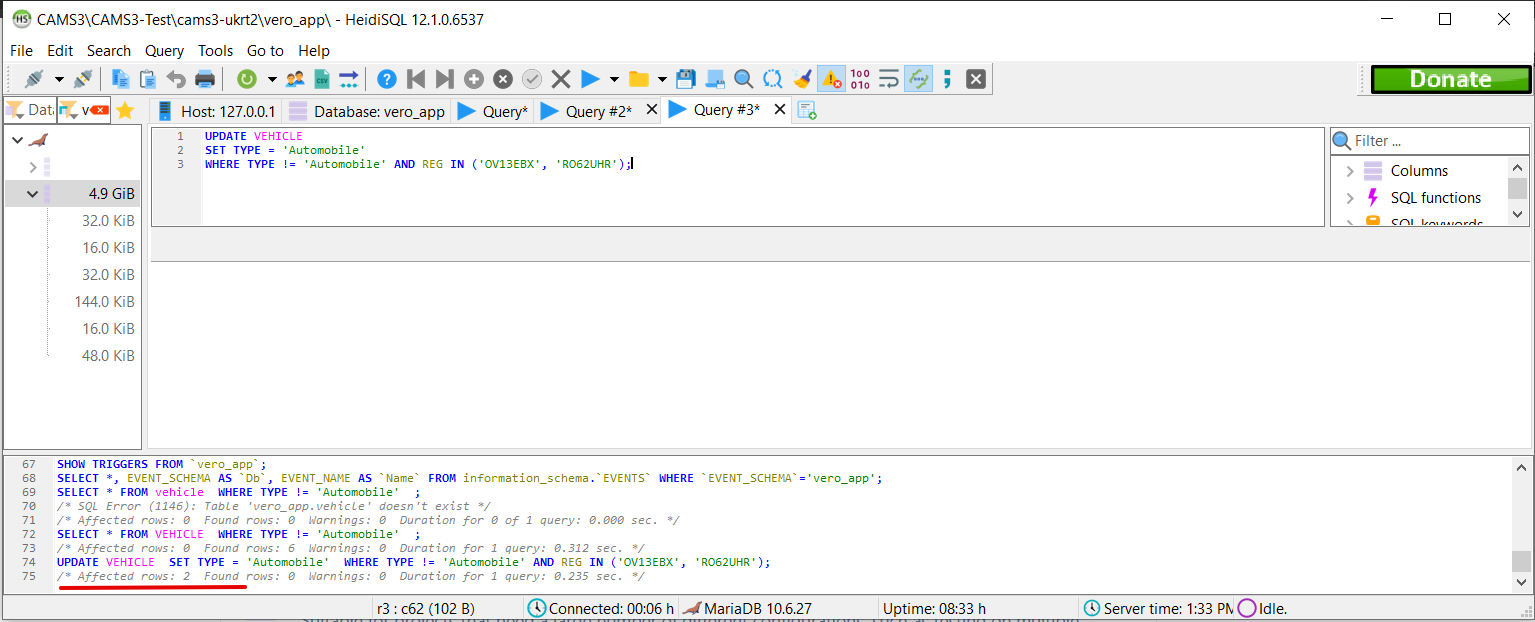 HS CAMS3\CAMS3-Test\cams3-ukrt2\vero_app\ - HeidiSQL 12.1.0.6537
File Edit Search Query Tools Go to Help
Donate
Host: 127.0.0.1 Database: vero_app Query* Query #2* Query #3*
1 UPDATE VEHICLE
2 SET TYPE = 'Automobile'
3 WHERE TYPE != 'Automobile' AND REG IN ('OV13EBX', 'RO62UHR');
Filter ...
Columns
SQL functions
SQL keywords
4.9 GiB
32.0 KiB
16.0 KiB
32.0 KiB
144.0 KiB
16.0 KiB
48.0 KiB
67 SHOW TRIGGERS FROM `vero_app`;
68 SELECT *, EVENT_SCHEMA AS `Db`, EVENT_NAME AS `Name` FROM information_schema.`EVENTS` WHERE `EVENT_SCHEMA`='vero_app';
69 SELECT * FROM vehicle  WHERE TYPE != 'Automobile'  ;
70 /* SQL Error (1146): Table 'vero_app.vehicle' doesn't exist */
71 /* Affected rows: 0  Found rows: 0  Warnings: 0  Duration for 0 of 1 query: 0.000 sec. */
72 SELECT * FROM VEHICLE  WHERE TYPE != 'Automobile'  ;
73 /* Affected rows: 0  Found rows: 6  Warnings: 0  Duration for 1 query: 0.312 sec. */
74 UPDATE VEHICLE  SET TYPE = 'Automobile'  WHERE TYPE != 'Automobile' AND REG IN ('OV13EBX', 'RO62UHR');
75 /* Affected rows: 2  Found rows: 0  Warnings: 0  Duration for 1 query: 0.235 sec. */
r3 : c62 (102 B) Connected: 00:06 h MariaDB 10.6.27 Uptime: 08:33 h Server time: 1:33 PM Idle.